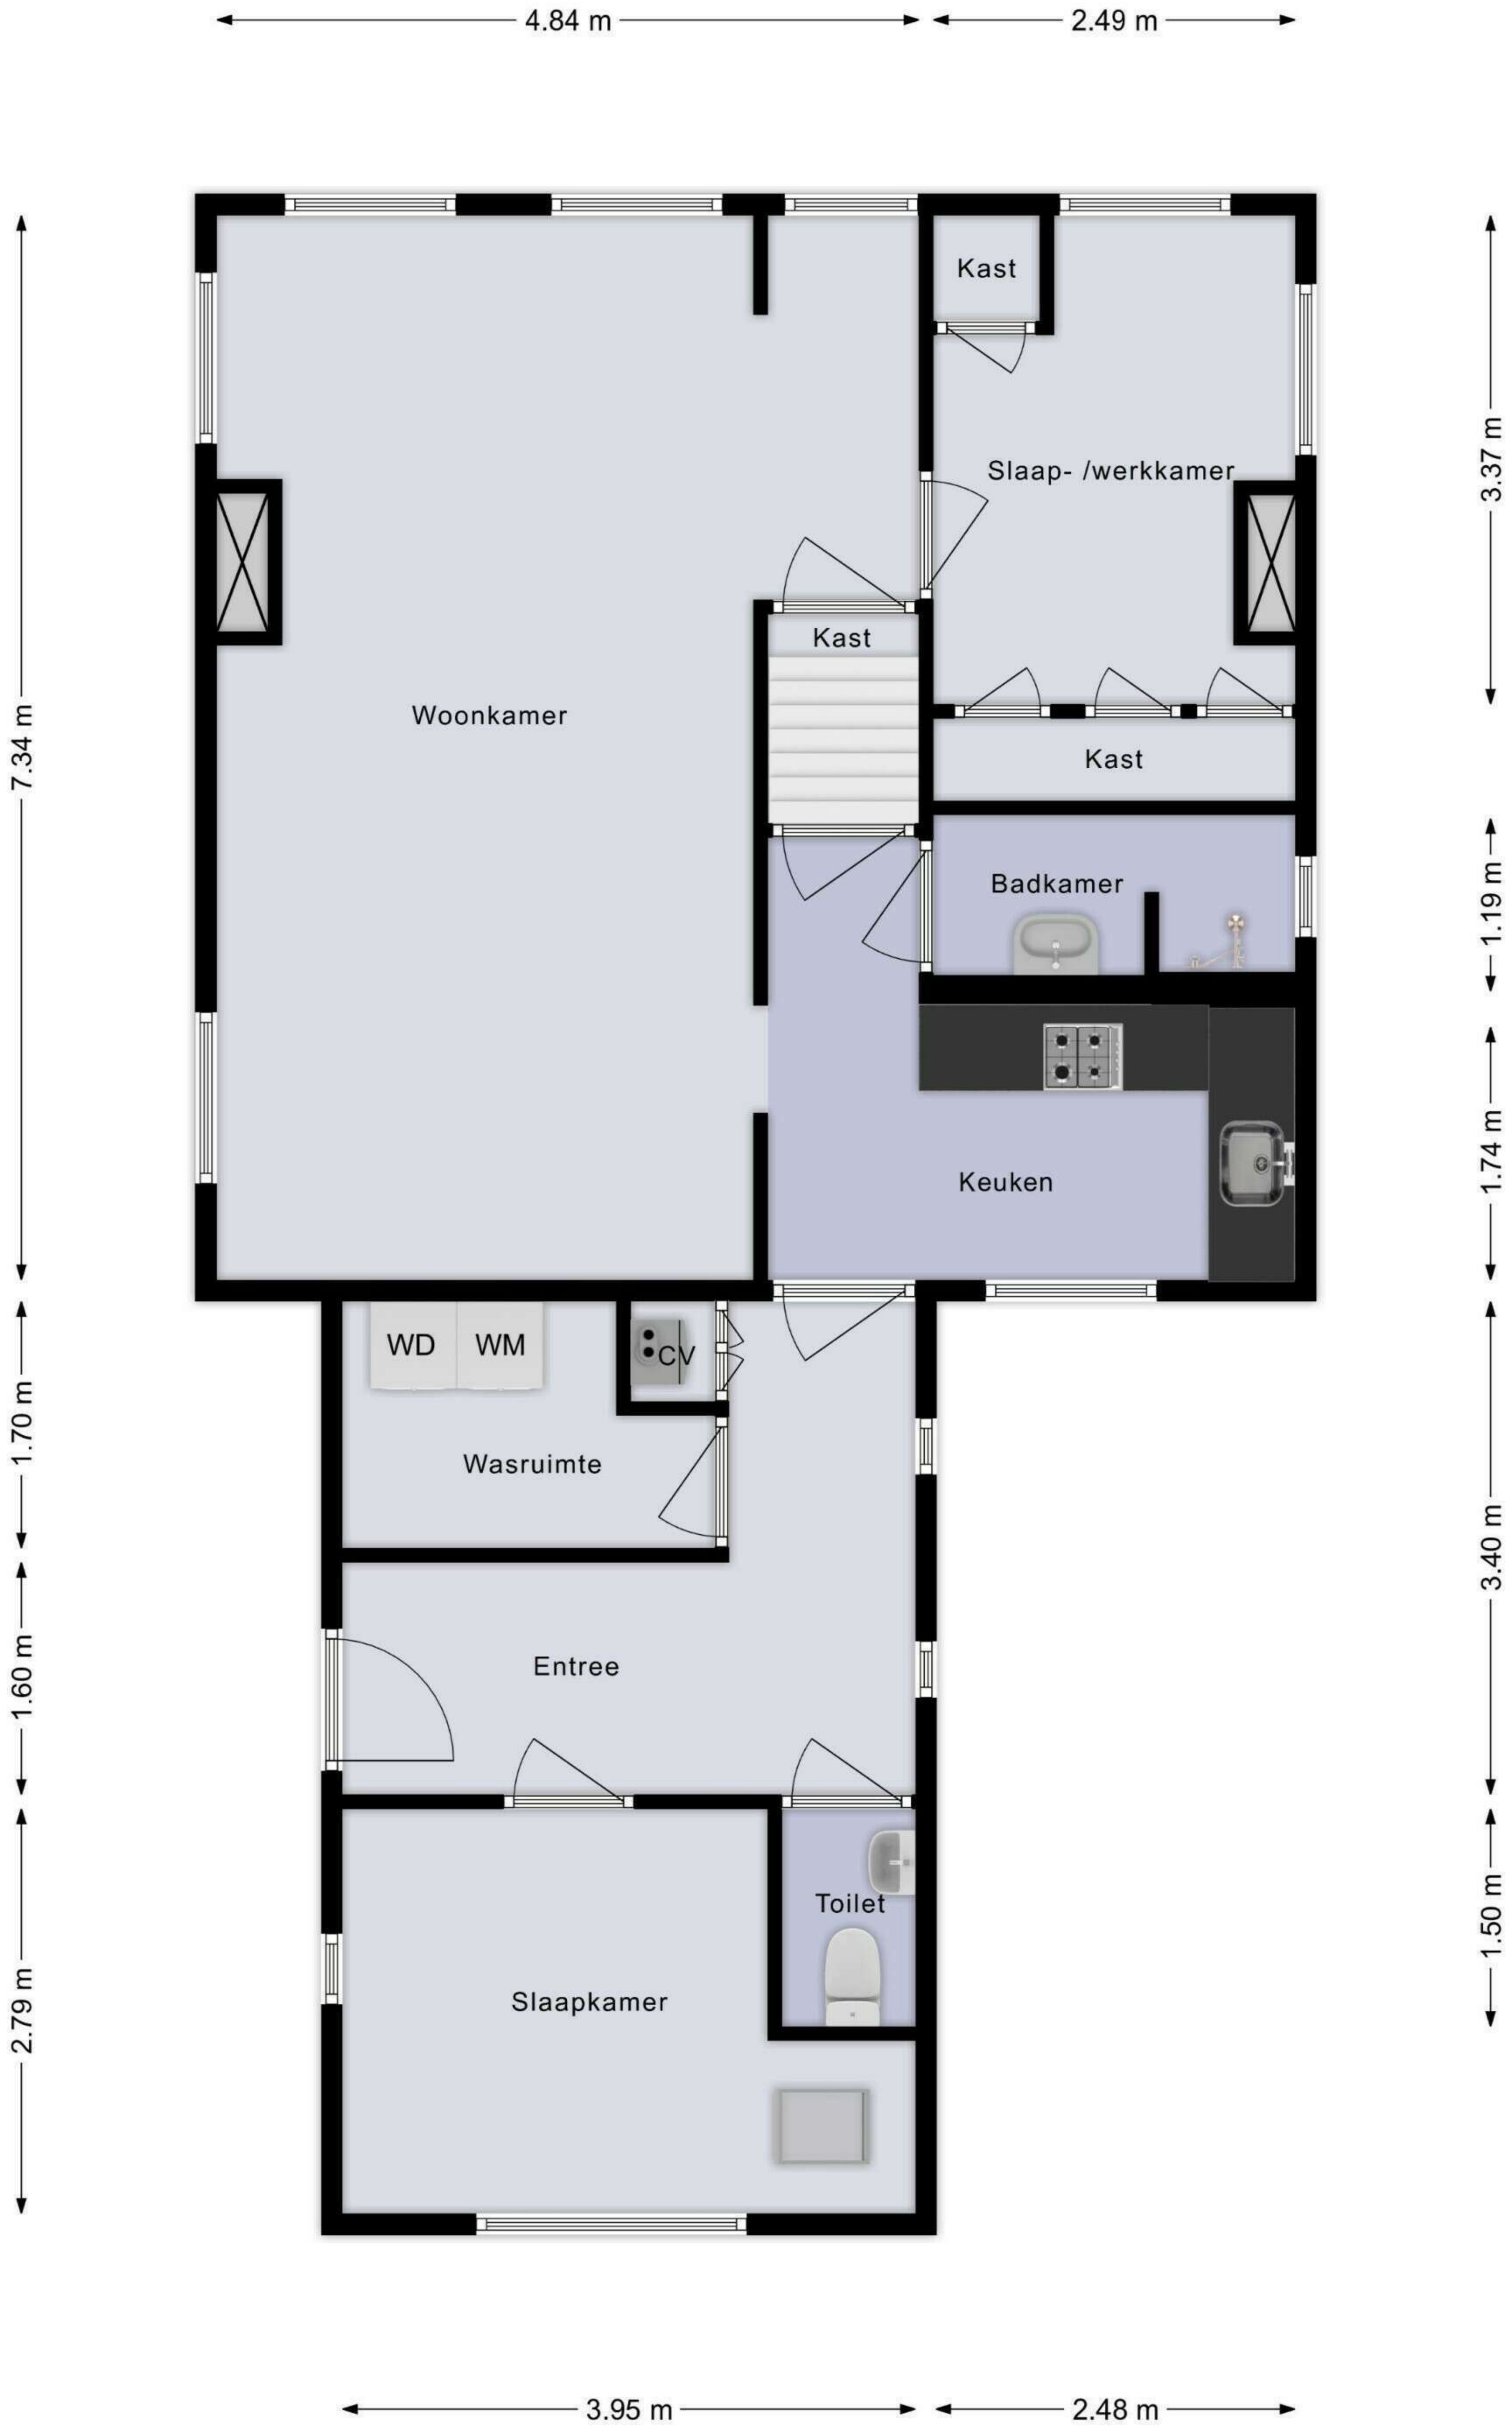 4.84 m
2.49 m
Kast
Slaap- /werkkamer
3.37 m
Kast
Woonkamer
7.34 m
Kast
Badkamer
1.19 m
1.74 m
Keuken
WD
WM
CV
1.70 m
Wasruimte
3.40 m
Entree
1.60 m
Toilet
1.50 m
Slaapkamer
2.79 m
3.95 m
2.48 m